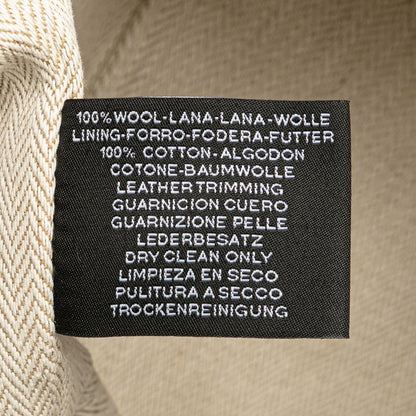 100% WOOL-LANA-LANA-WOLLE
LINING-FORRO-FODERA-FUTTER
100% COTTON-ALGODON
COTONE-BAUMWOLLE
LEATHER TRIMMING
GUARNICION CUERO
GUARNIZIONE PELLE
LEDERBESATZ
DRY CLEAN ONLY
LIMPIEZA EN SECO
PULITURA A SECCO
TROCKENREINIGUNG